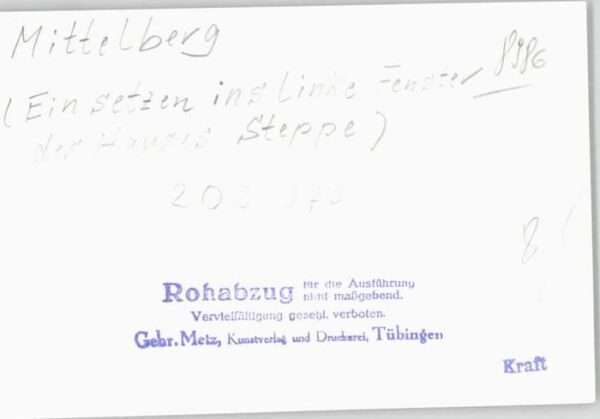 Mittelberg
(Einsetzen ins Linke Fenster
des Hauses Steppe)
Rohabzug für die Ausführung
nicht maßgebend.
Vervielfältigung gesetzl. verboten.
Gebr. Metz, Kunstverlag und Druckerei, Tübingen
Kraft